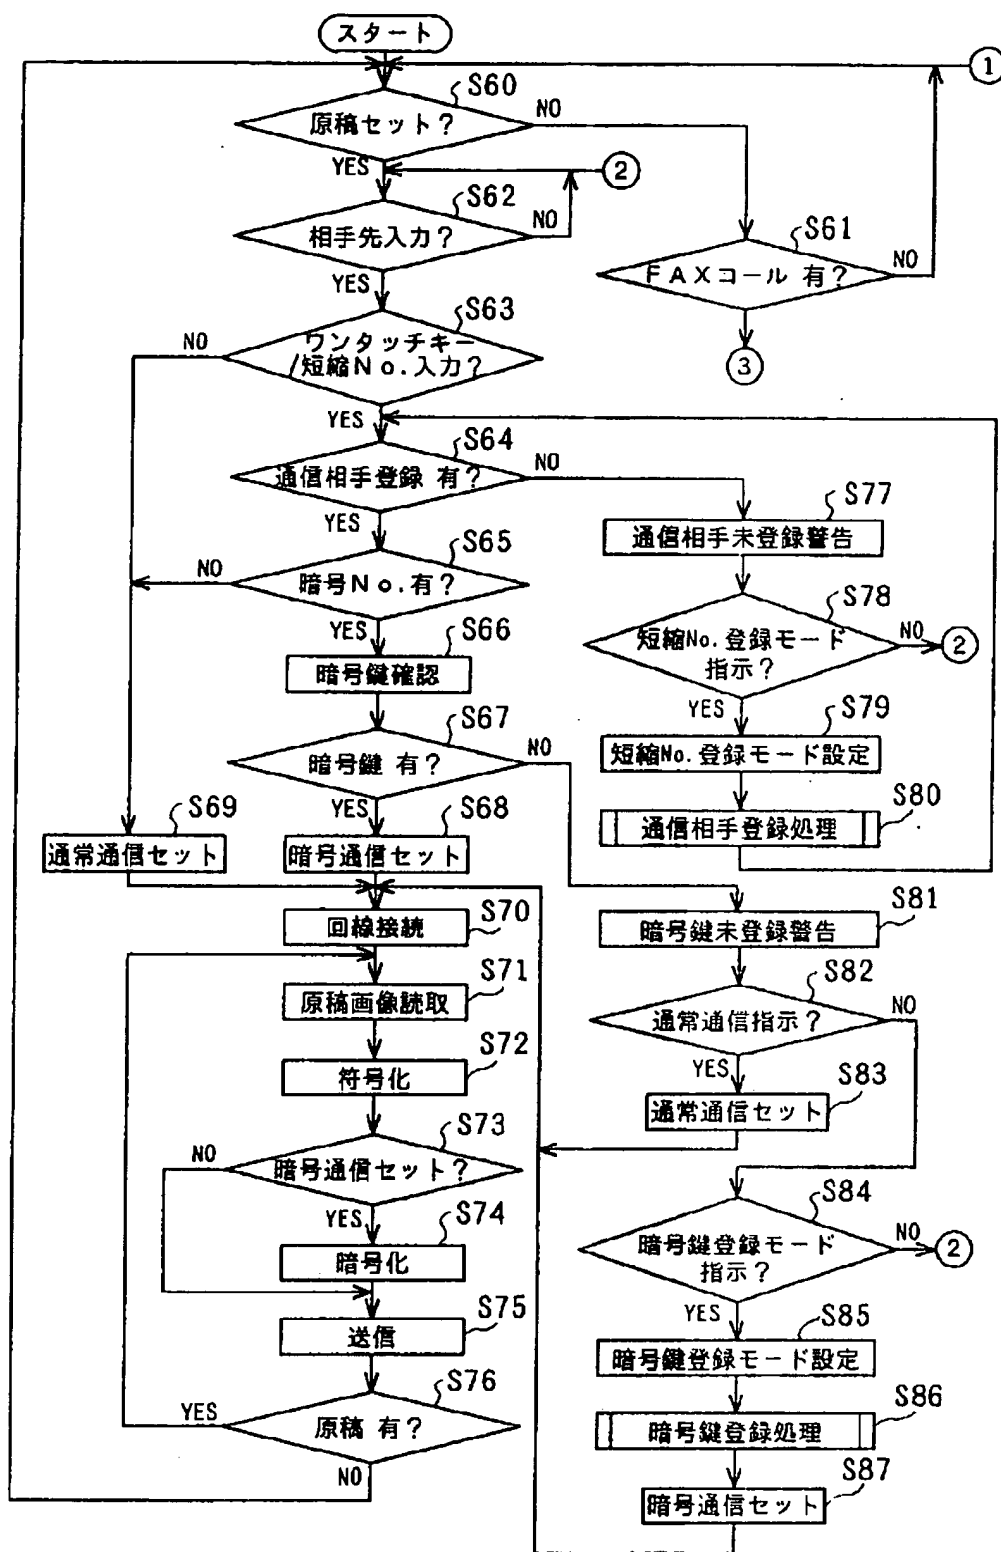 スタート
①
S60
原稿セット?
NO
YES
②
S62
相手先入力?
NO
YES
S61
FAXコール 有?
NO
③
S63
ワンタッチキー
/短縮No.入力?
NO
YES
S64
通信相手登録 有?
NO
YES
S77
通信相手未登録警告
S65
暗号No.有?
NO
YES
S78
短縮No.登録モード
指示?
NO
②
YES
S66
暗号鍵確認
S67
暗号鍵 有?
NO
YES
S79
短縮No.登録モード設定
S80
通信相手登録処理
S69
通常通信セット
S68
暗号通信セット
S81
暗号鍵未登録警告
S70
回線接続
S82
通常通信指示?
NO
YES
S71
原稿画像読取
S83
通常通信セット
S72
符号化
S73
暗号通信セット?
NO
YES
S84
暗号鍵登録モード
指示?
NO
②
YES
S74
暗号化
S75
送信
S85
暗号鍵登録モード設定
S76
原稿 有?
YES
NO
S86
暗号鍵登録処理
S87
暗号通信セット